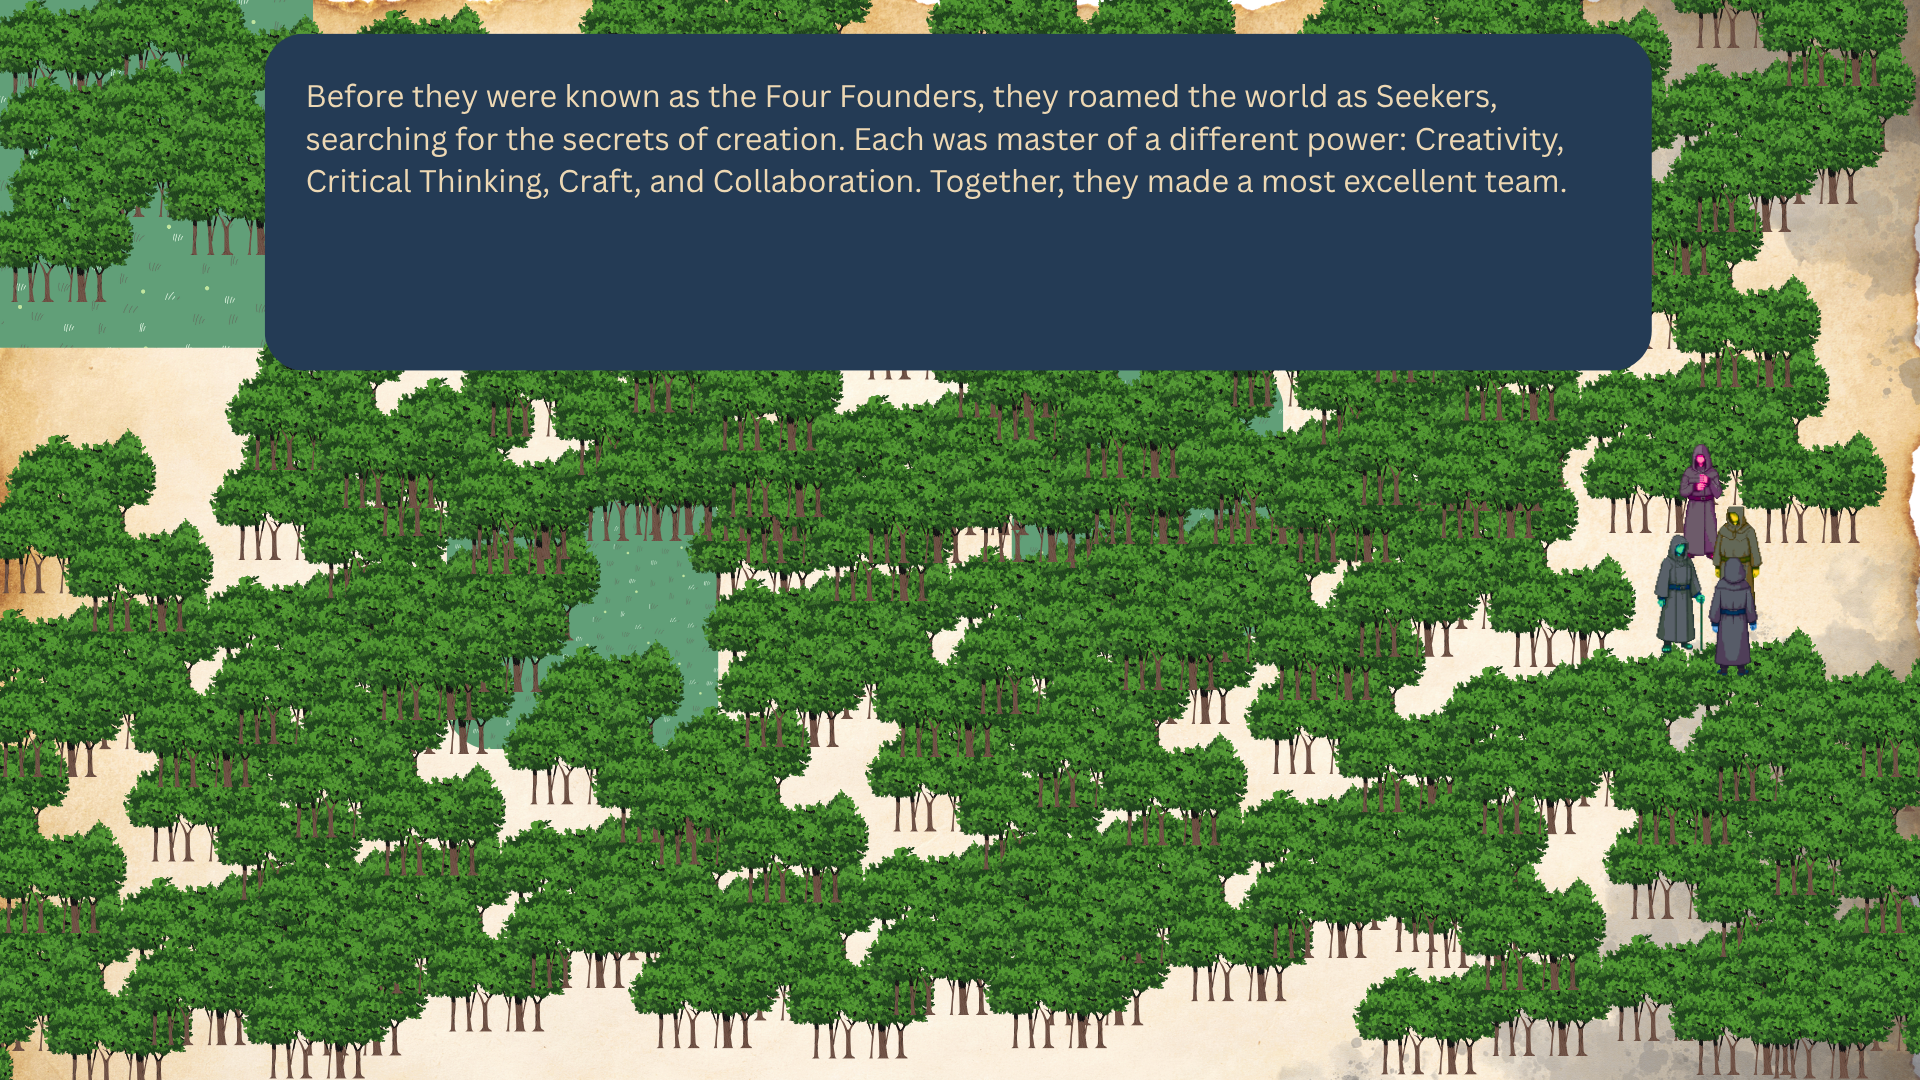 Before they were known as the Four Founders, they roamed the world as Seekers,
searching for the secrets of creation. Each was master of a different power: Creativity,
Critical Thinking, Craft, and Collaboration. Together, they made a most excellent team.